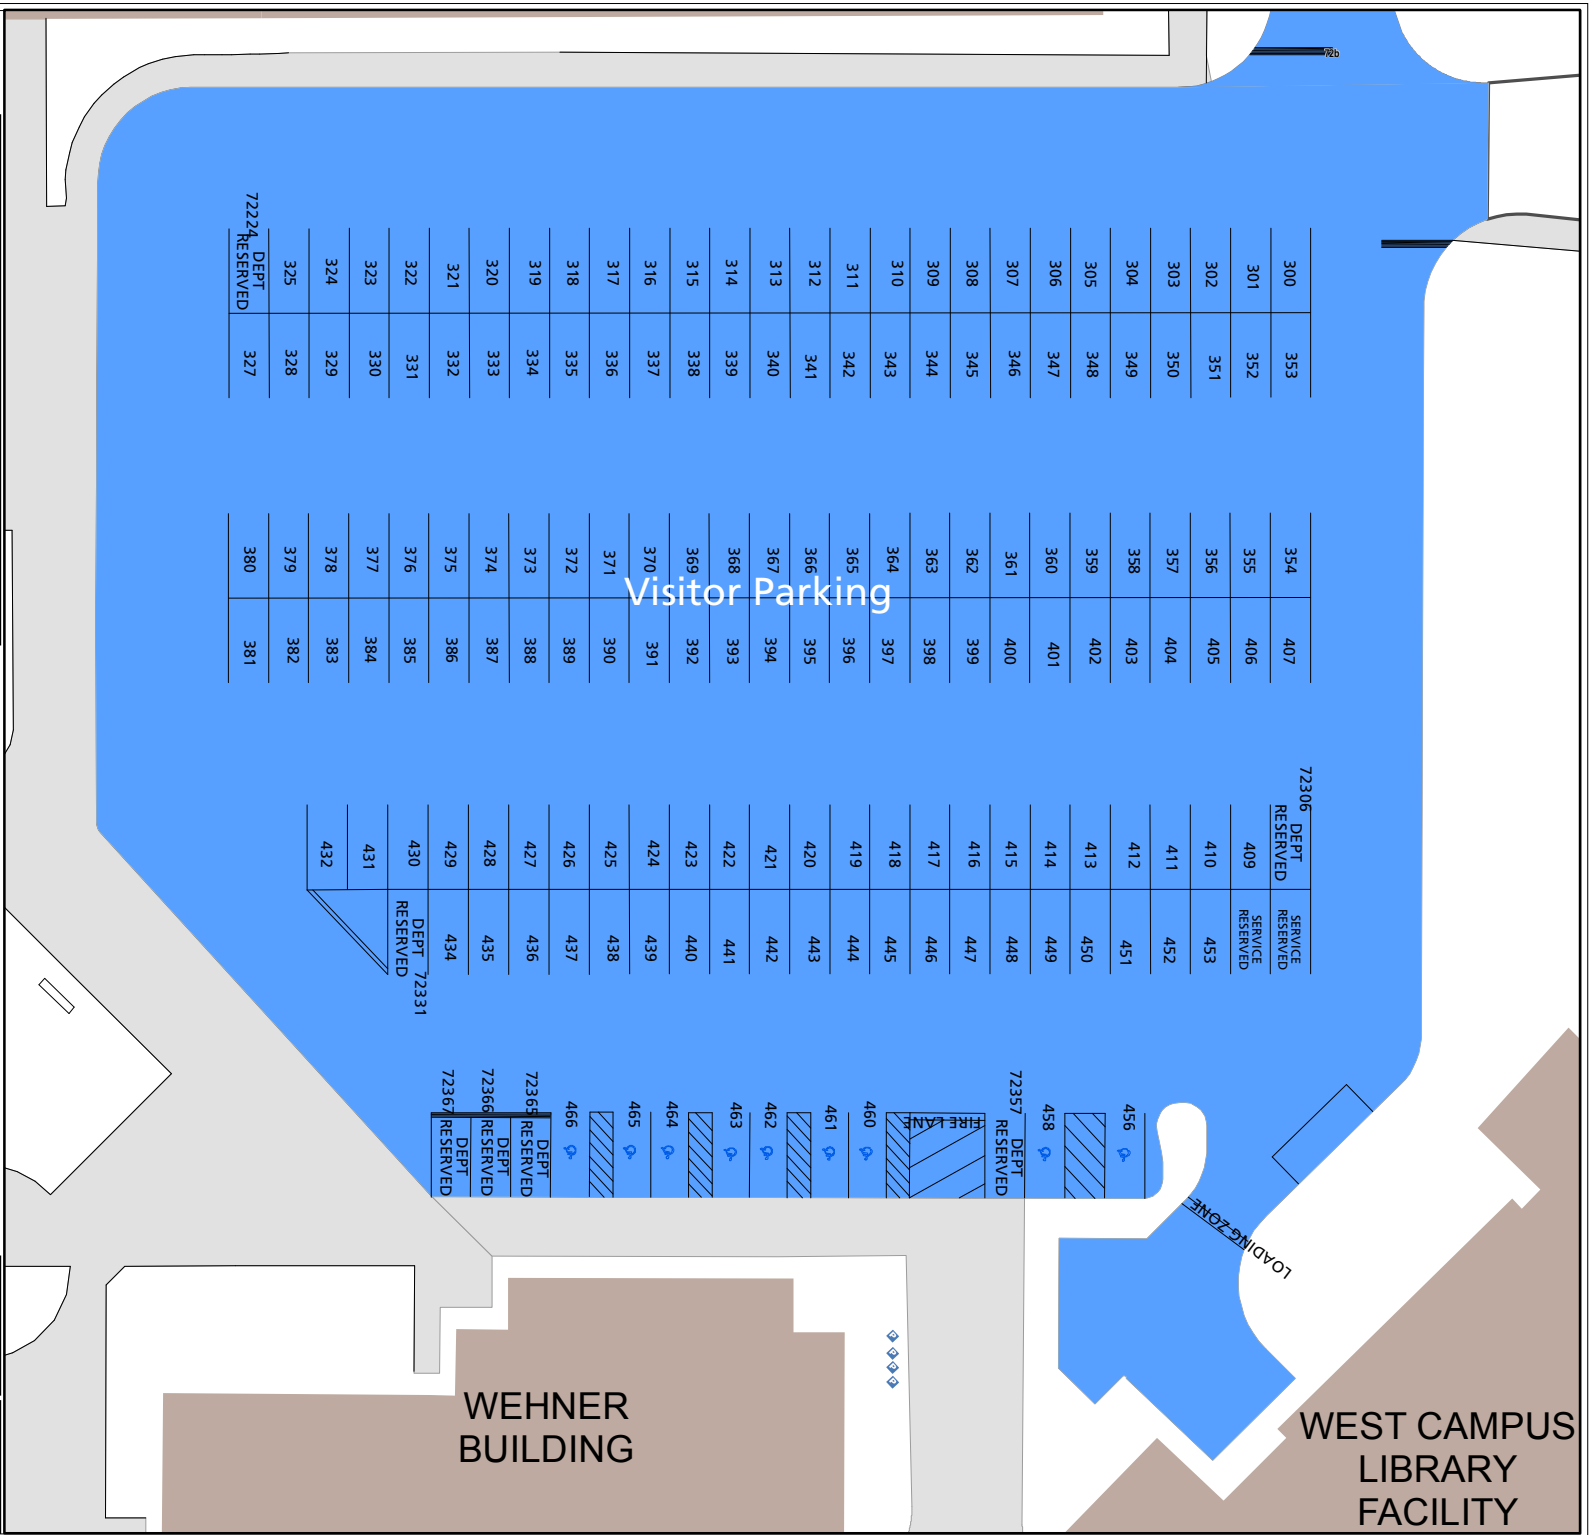 72b
72224
DEPT
RESERVED
325 324 323 322 321 320 319 318 317 316 315 314 313 312 311 310 309 308 307 306 305 304 303 302 301 300
327 328 329 330 331 332 333 334 335 336 337 338 339 340 341 342 343 344 345 346 347 348 349 350 351 352 353
380 379 378 377 376 375 374 373 372 371 370 369 368 367 366 365 364 363 362 361 360 359 358 357 356 355 354
Visitor Parking
381 382 383 384 385 386 387 388 389 390 391 392 393 394 395 396 397 398 399 400 401 402 403 404 405 406 407
72306
DEPT
RESERVED
432 431 430 429 428 427 426 425 424 423 422 421 420 419 418 417 416 415 414 413 412 411 410 409
DEPT
RESERVED
72331
434 435 436 437 438 439 440 441 442 443 444 445 446 447 448 449 450 451 452 453
SERVICE
RESERVED
SERVICE
RESERVED
72367
DEPT
RESERVED
72366
DEPT
RESERVED
72365
DEPT
RESERVED
466 465 464 463 462 461 460
FIRE LANE
72357
DEPT
RESERVED
458 456
LOADING ZONE
WEHNER
BUILDING
WEST CAMPUS
LIBRARY
FACILITY